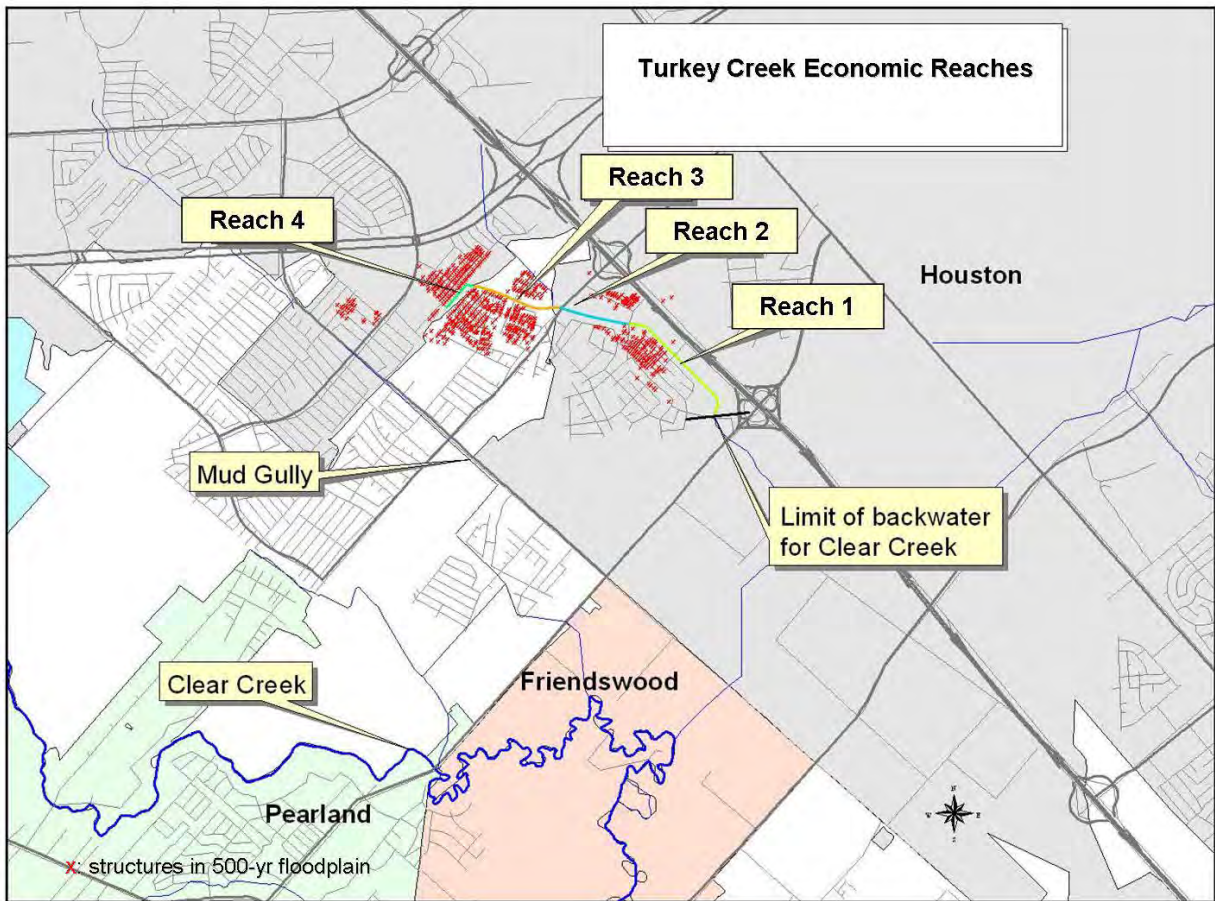 Turkey Creek Economic Reaches
Reach 3
Reach 4
Reach 2
Houston
Reach 1
Mud Gully
Limit of backwater
for Clear Creek
Clear Creek
Friendswood
Pearland
N
W E
S
x: structures in 500-yr floodplain